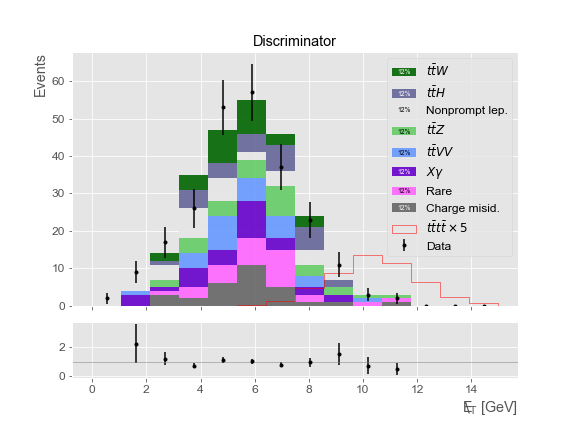 Discriminator
Events
60
50
40
30
20
10
0
12% tt̄W
12% tt̄H
12% Nonprompt lep.
12% tt̄Z
12% tt̄VV
12% Xγ
12% Rare
12% Charge misid.
tt̄tt̄ × 5
Data
2
0
0 2 4 6 8 10 12 14
[GeV]